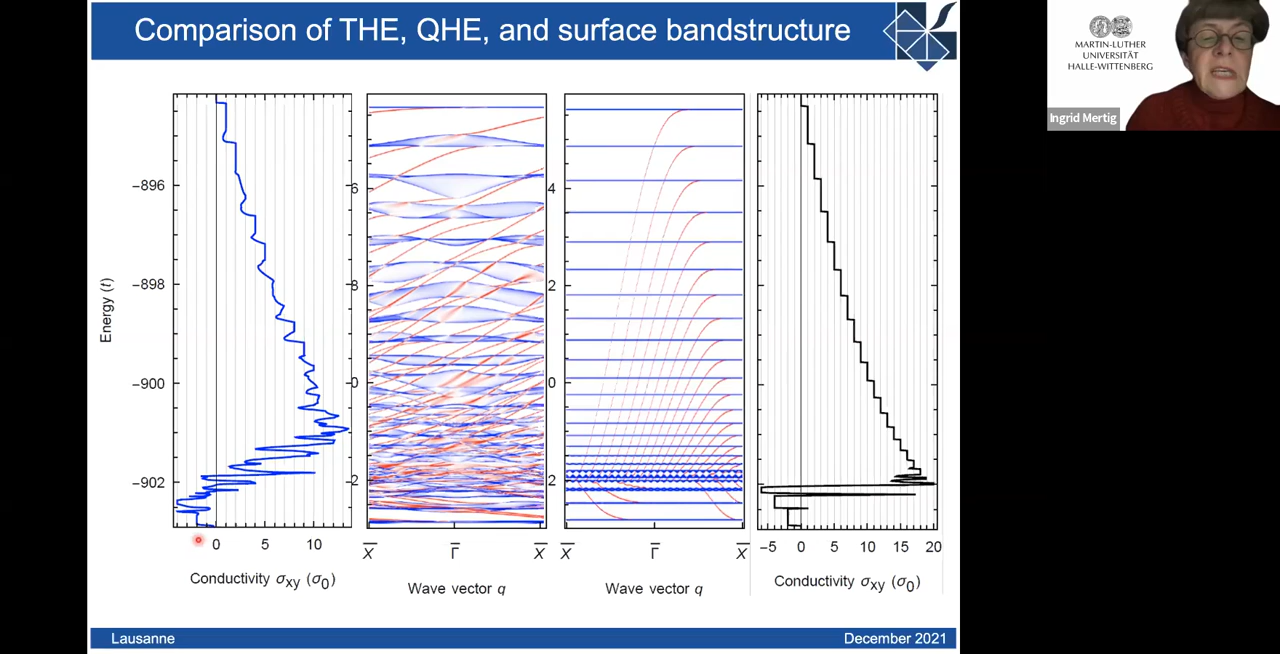 Comparison of THE, QHE, and surface bandstructure
MARTIN-LUTHER
UNIVERSITÄT
HALLE-WITTENBERG
Ingrid Mertig
Energy (t)
−896
−898
−900
−902
0 5 10
Conductivity σxy (σ0)
6
8
0
2
X̅ Γ̅ X̅
Wave vector q
4
2
0
2
X̅ Γ̅ X̅
Wave vector q
−5 0 5 10 15 20
Conductivity σxy (σ0)
Lausanne
December 2021